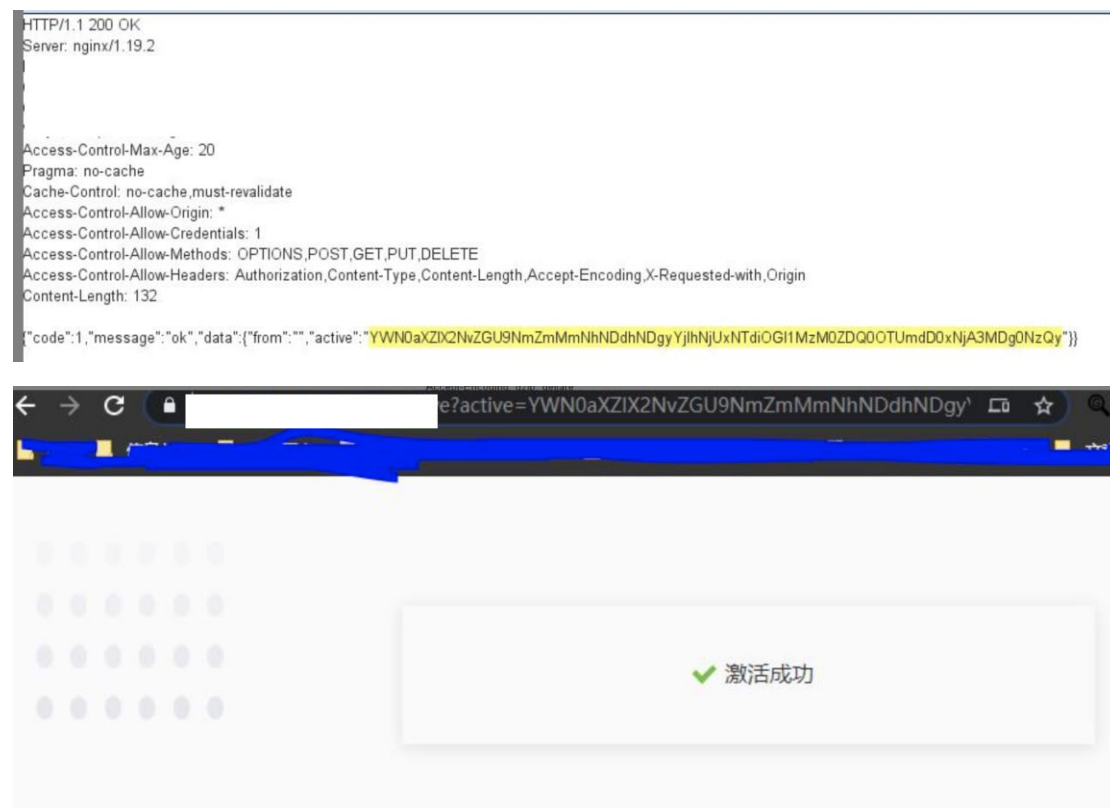 HTTP/1.1 200 OK
Server: nginx/1.19.2
Access-Control-Max-Age: 20
Pragma: no-cache
Cache-Control: no-cache,must-revalidate
Access-Control-Allow-Origin: *
Access-Control-Allow-Credentials: 1
Access-Control-Allow-Methods: OPTIONS,POST,GET,PUT,DELETE
Access-Control-Allow-Headers: Authorization,Content-Type,Content-Length,Accept-Encoding,X-Requested-with,Origin
Content-Length: 132
{"code":1,"message":"ok","data":{"from":"","active":"YWN0aXZlX2NvZGU9NmZmMmNhNDdhNDgyYjlhNjUxNTdiOGI1MzM0ZDQ0OTUmdD0xNjA3MDg0NzQy"}}
e?active=YWN0aXZlX2NvZGU9NmZmMmNhNDdhNDgy
激活成功